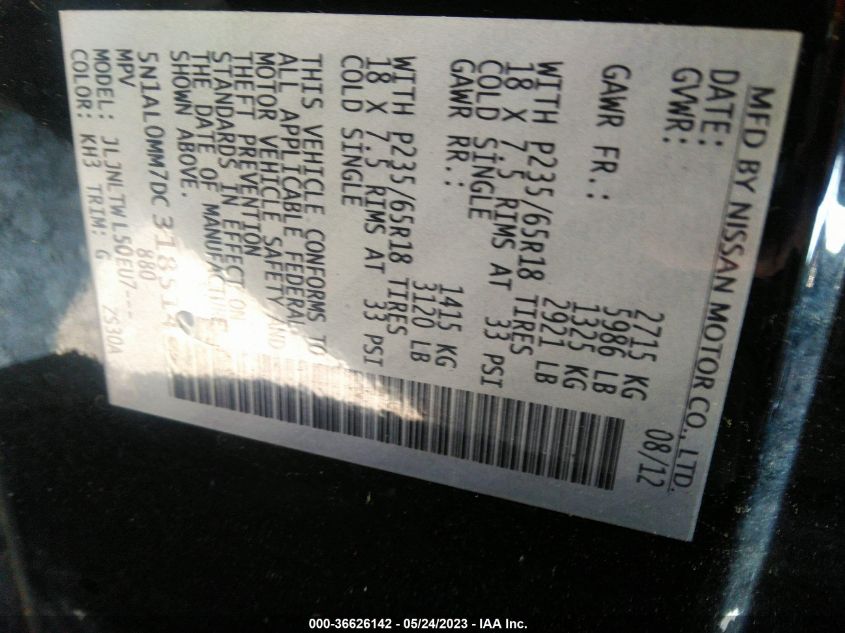 MFD BY NISSAN MOTOR CO., LTD.
DATE: 08/12
GVWR: 2715 KG
5986 LB
GAWR FR.: 1325 KG
2921 LB
WITH P235/65R18 TIRES
18 X 7.5 RIMS AT 33 PSI
COLD SINGLE
GAWR RR.: 1415 KG
3120 LB
WITH P235/65R18 TIRES
18 X 7.5 RIMS AT 33 PSI
COLD SINGLE
THIS VEHICLE CONFORMS TO
ALL APPLICABLE FEDERAL
MOTOR VEHICLE SAFETY AND
THEFT PREVENTION
STANDARDS IN EFFECT ON
THE DATE OF MANUFACTURE
SHOWN ABOVE.
5N1AL0MM7DC
MPV 880
MODEL: JLJNLTWL50EU7---
COLOR: KH3 TRIM: G 2530A
000-36626142 - 05/24/2023 - IAA Inc.